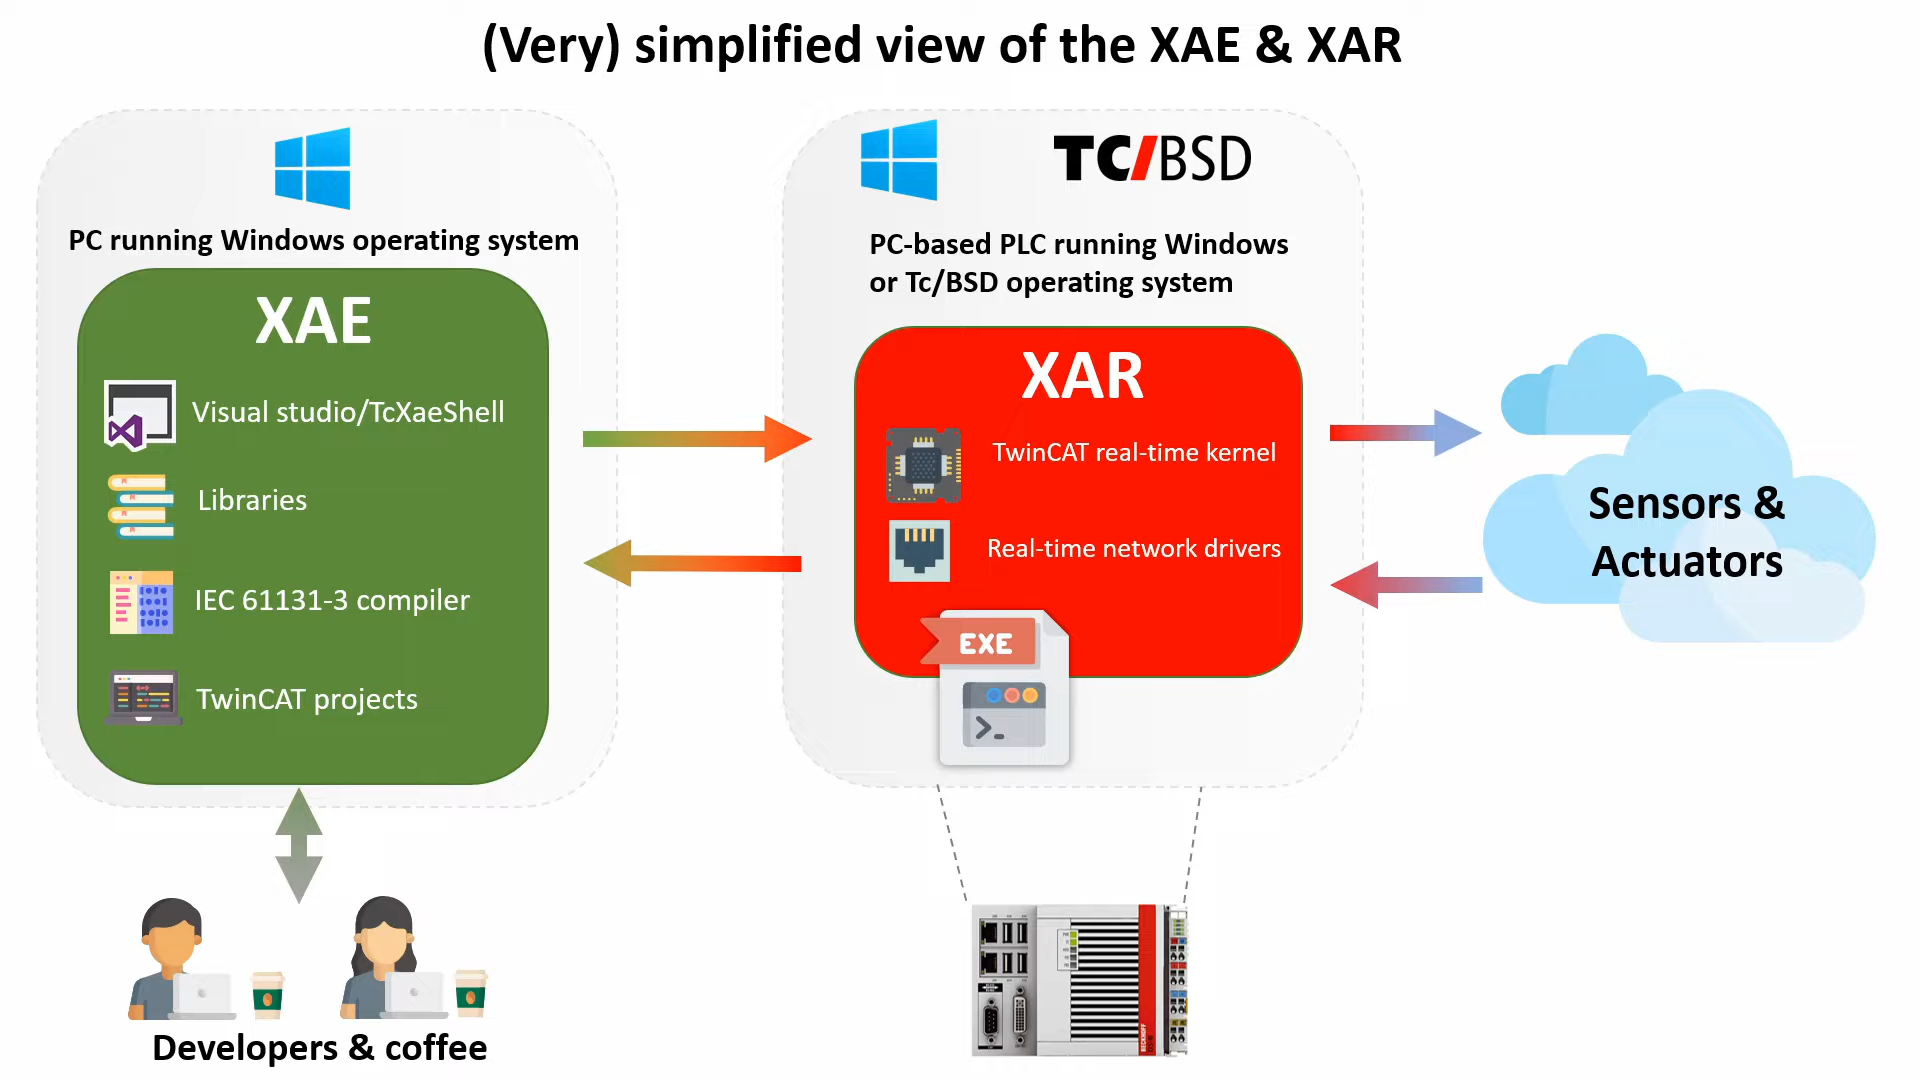 (Very) simplified view of the XAE & XAR
PC running Windows operating system
XAE
Visual studio/TcXaeShell
Libraries
IEC 61131-3 compiler
TwinCAT projects
Developers & coffee
TC/BSD
PC-based PLC running Windows
or Tc/BSD operating system
XAR
TwinCAT real-time kernel
Real-time network drivers
EXE
>_
BECKHOFF
Sensors &
Actuators